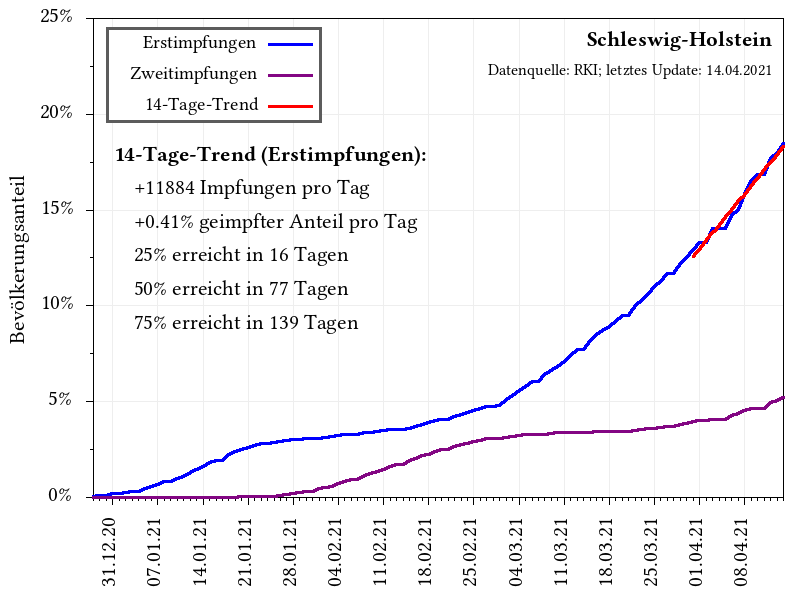 25%
20%
15%
10%
5%
0%
Bevölkerungsanteil
Erstimpfungen
Zweitimpfungen
14-Tage-Trend
Schleswig-Holstein
Datenquelle: RKI; letztes Update: 14.04.2021
14-Tage-Trend (Erstimpfungen):
+11884 Impfungen pro Tag
+0.41% geimpfter Anteil pro Tag
25% erreicht in 16 Tagen
50% erreicht in 77 Tagen
75% erreicht in 139 Tagen
31.12.20
07.01.21
14.01.21
21.01.21
28.01.21
04.02.21
11.02.21
18.02.21
25.02.21
04.03.21
11.03.21
18.03.21
25.03.21
01.04.21
08.04.21